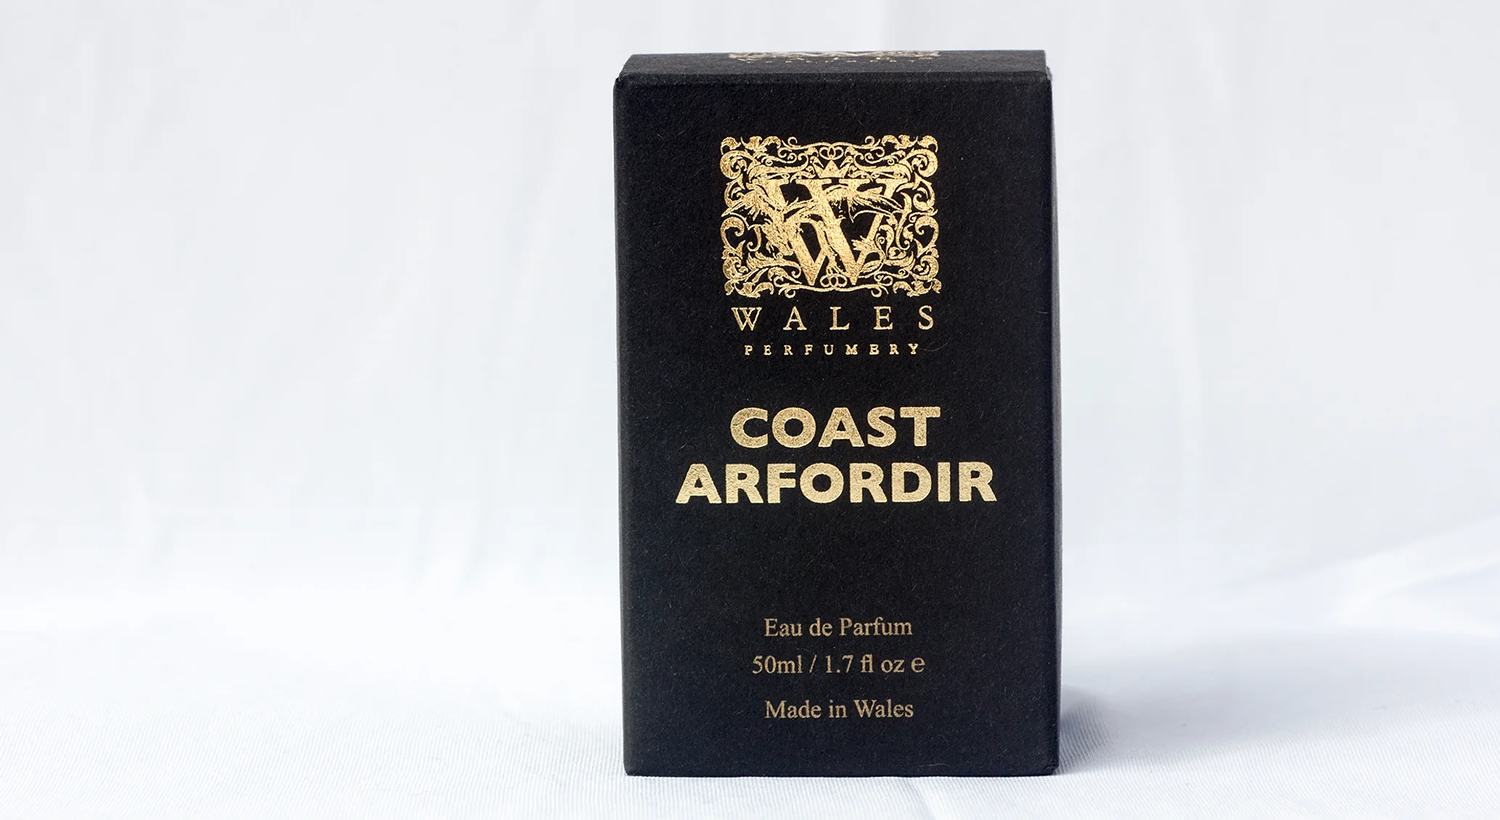 W
WALES
PERFUMERY
COAST
ARFORDIR
Eau de Parfum
50ml / 1.7 fl oz ℮
Made in Wales